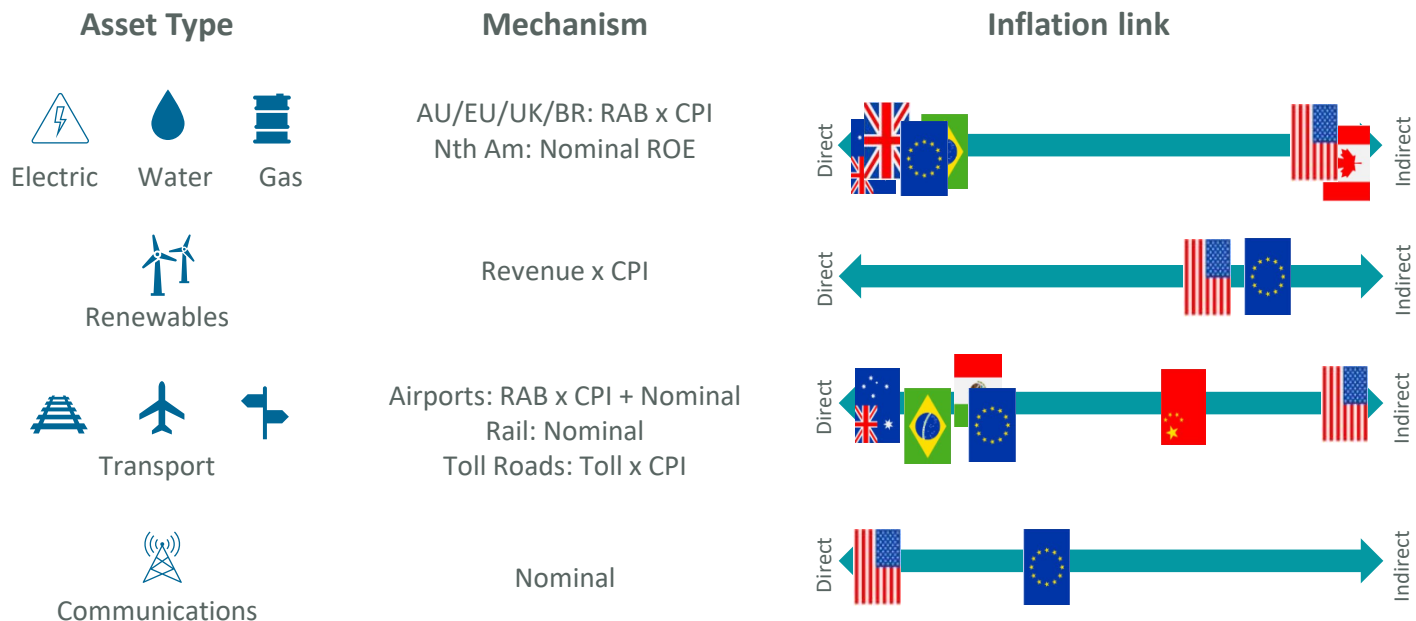 Asset Type
Mechanism
Inflation link
Electric
Water
Gas
AU/EU/UK/BR: RAB x CPI
Nth Am: Nominal ROE
Direct
Indirect
Renewables
Revenue x CPI
Direct
Indirect
Transport
Airports: RAB x CPI + Nominal
Rail: Nominal
Toll Roads: Toll x CPI
Direct
Indirect
Communications
Nominal
Direct
Indirect